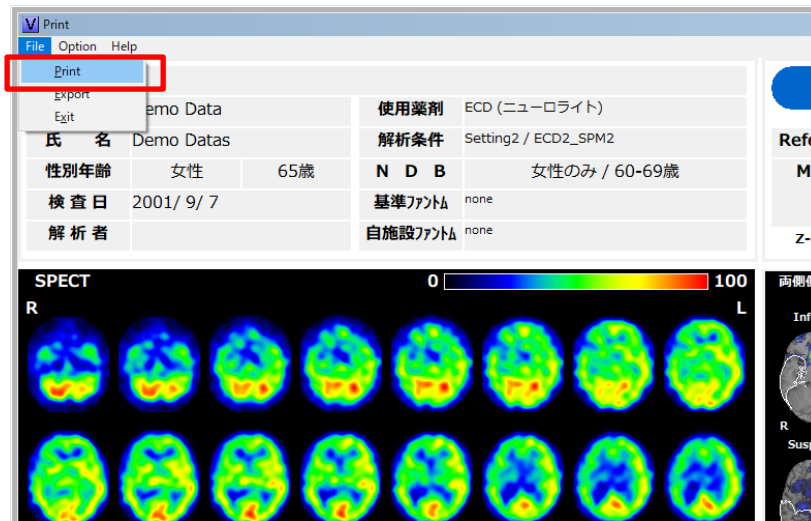 Print
File Option Help
Print
Export
Exit
emo Data 使用薬剤 ECD (ニューロライト)
氏 名 Demo Datas 解析条件 Setting2 / ECD2_SPM2
性別年齢 女性 65歳 N D B 女性のみ / 60-69歳
検査日 2001/ 9/ 7 基準ファントム none
解析者 自施設ファントム none
Refe
M
Z-
SPECT 0 100
R L
両側
Inf
R
Susp